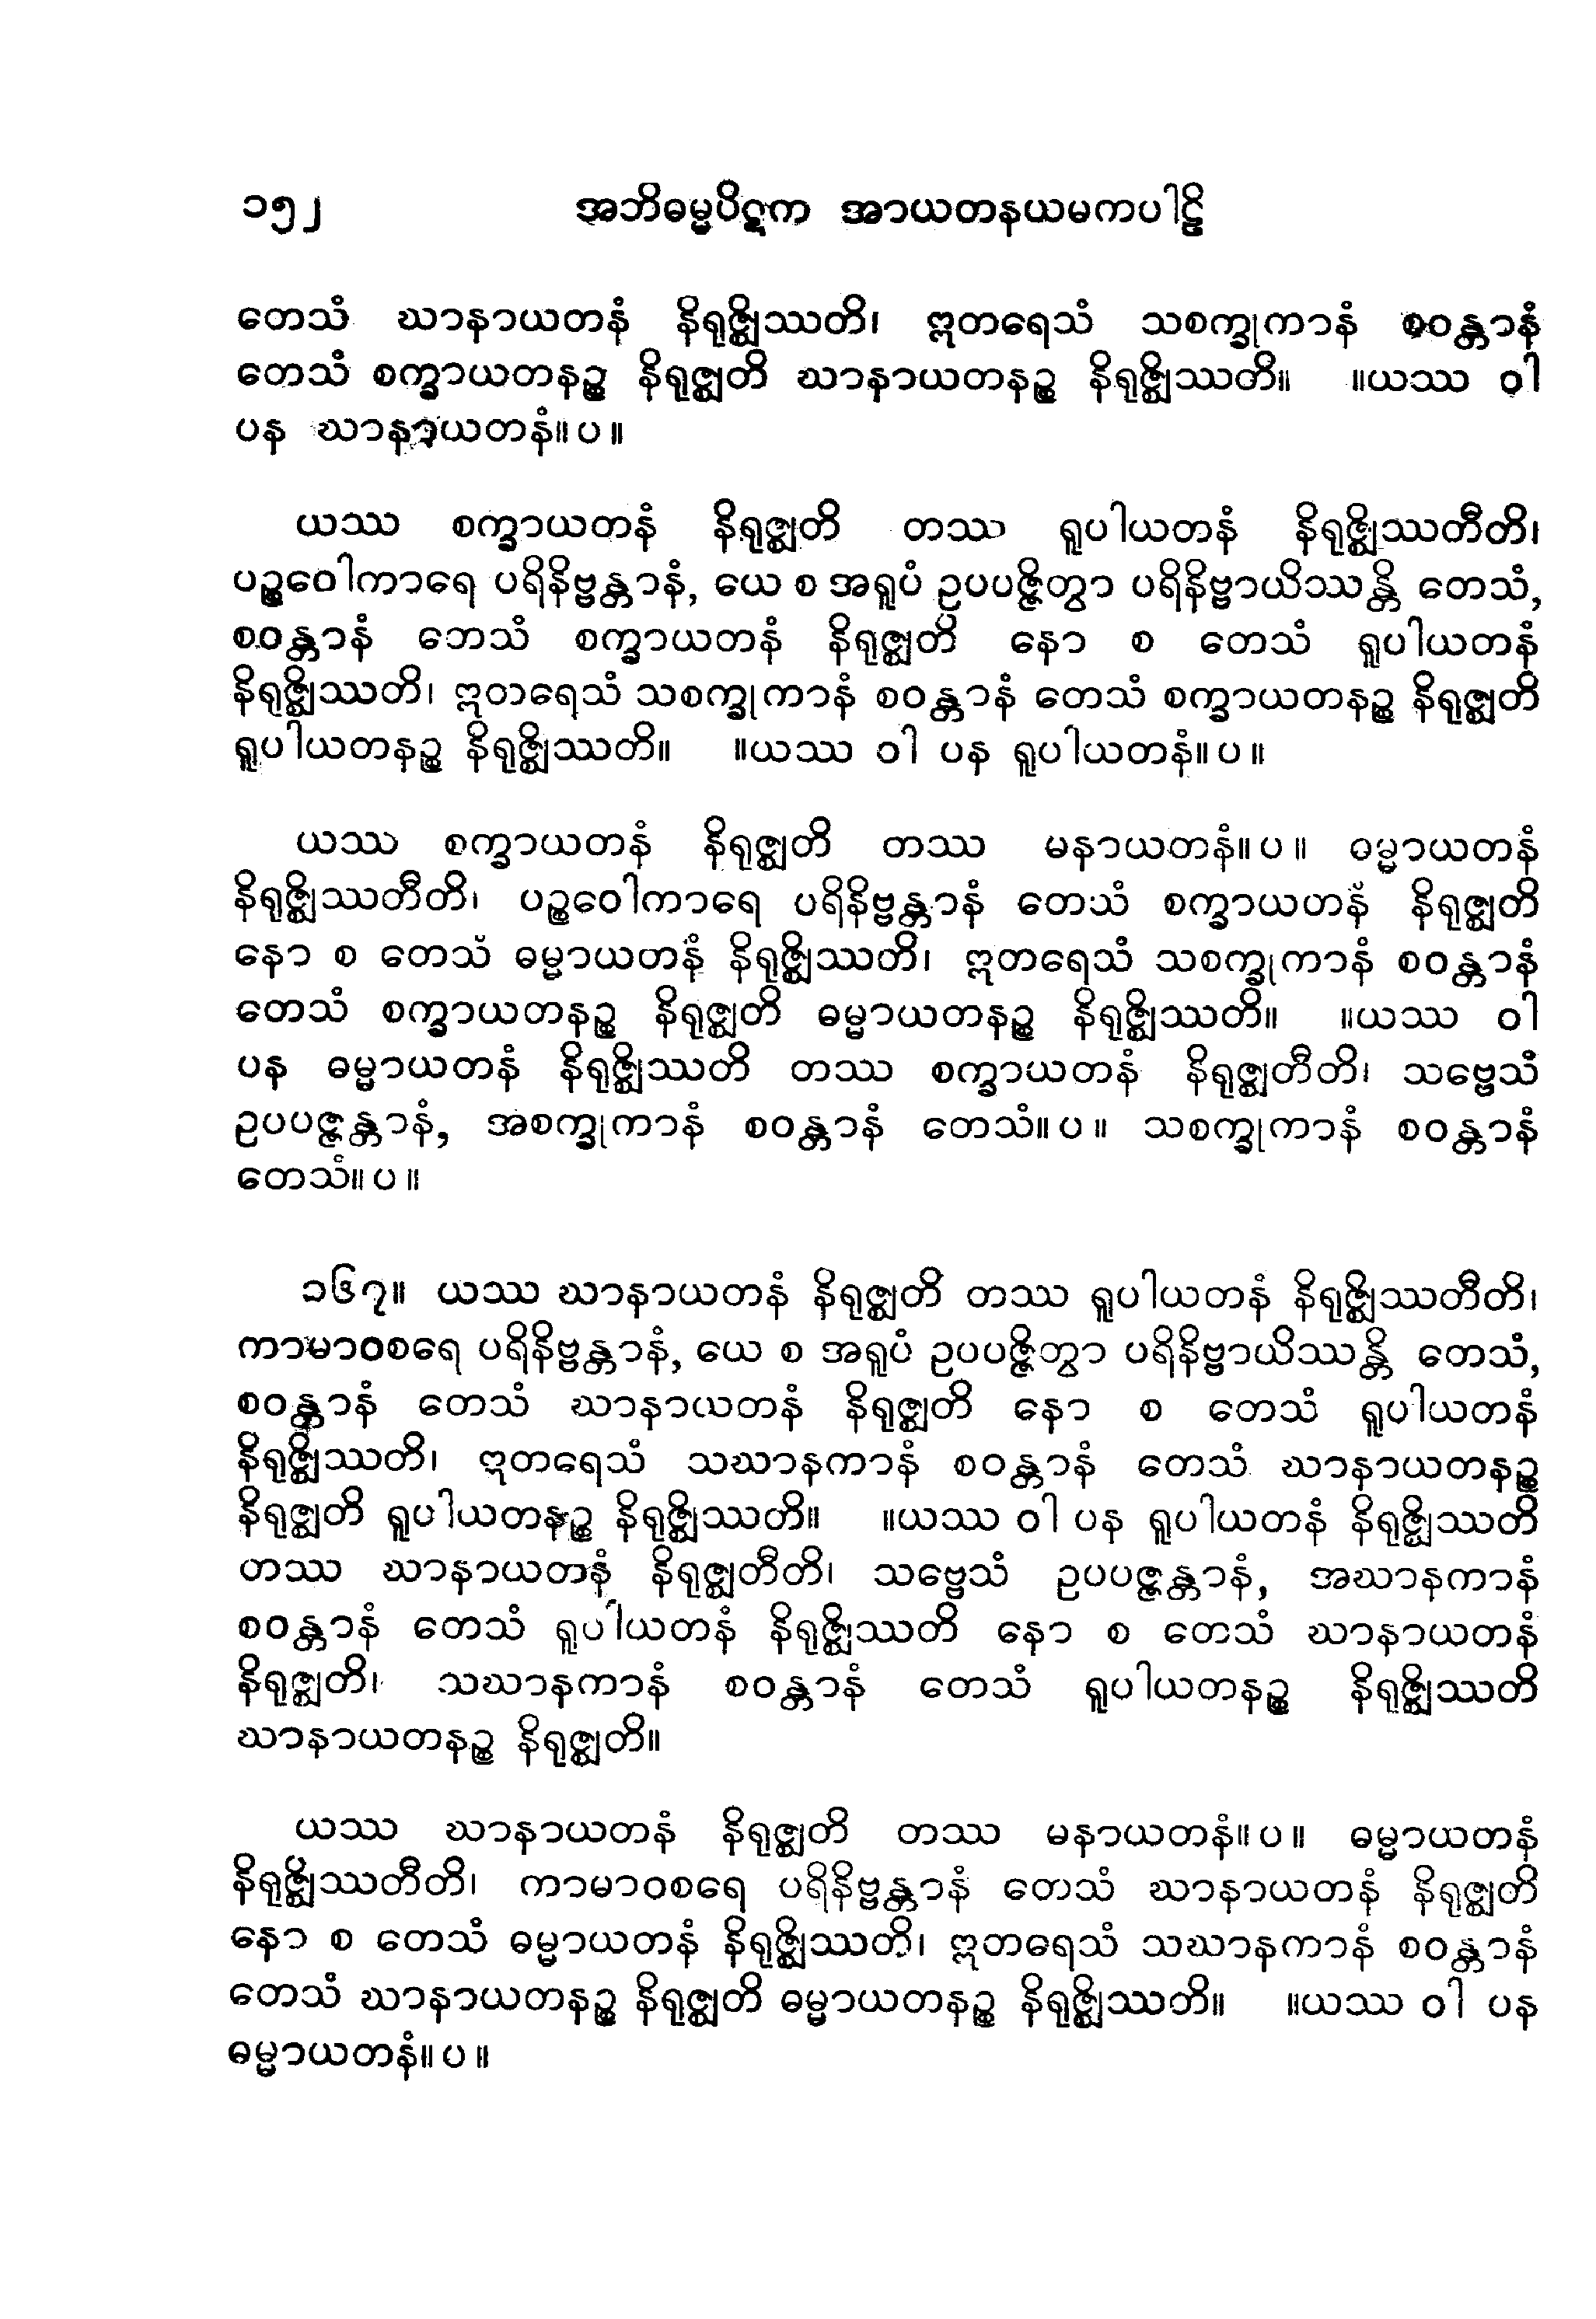 ၁၅၂ အဘိဓမ္မပိဋက အာယတနယမကပါဠိ
တေသံ ဃာနာယတနံ နိရုဇ္ဈိဿတိ၊ ဣတရေသံ သစက္ခုကာနံ စဝန္တာနံ
တေသံ စက္ခာယတနဉ္စ နိရုဇ္ဈတိ ဃာနာယတနဉ္စ နိရုဇ္ဈိဿတိ။ ။ယဿ ဝါ
ပန ဃာနာယတနံ။ပ။
ယဿ စက္ခာယတနံ နိရုဇ္ဈတိ တဿ ရူပါယတနံ နိရုဇ္ဈိဿတီတိ၊
ပဉ္စဝေါကာရေ ပရိနိဗ္ဗန္တာနံ, ယေ စ အရူပံ ဥပပဇ္ဇိတွာ ပရိနိဗ္ဗာယိဿန္တိ တေသံ,
စဝန္တာနံ တေသံ စက္ခာယတနံ နိရုဇ္ဈတိ နော စ တေသံ ရူပါယတနံ
နိရုဇ္ဈိဿတိ၊ ဣတရေသံ သစက္ခုကာနံ စဝန္တာနံ တေသံ စက္ခာယတနဉ္စ နိရုဇ္ဈတိ
ရူပါယတနဉ္စ နိရုဇ္ဈိဿတိ။ ။ယဿ ဝါ ပန ရူပါယတနံ။ပ။
ယဿ စက္ခာယတနံ နိရုဇ္ဈတိ တဿ မနာယတနံ။ပ။ ဓမ္မာယတနံ
နိရုဇ္ဈိဿတီတိ၊ ပဉ္စဝေါကာရေ ပရိနိဗ္ဗန္တာနံ တေသံ စက္ခာယတနံ နိရုဇ္ဈတိ
နော စ တေသံ ဓမ္မာယတနံ နိရုဇ္ဈိဿတိ၊ ဣတရေသံ သစက္ခုကာနံ စဝန္တာနံ
တေသံ စက္ခာယတနဉ္စ နိရုဇ္ဈတိ ဓမ္မာယတနဉ္စ နိရုဇ္ဈိဿတိ။ ။ယဿ ဝါ
ပန ဓမ္မာယတနံ နိရုဇ္ဈိဿတိ တဿ စက္ခာယတနံ နိရုဇ္ဈတီတိ၊ သဗ္ဗေသံ
ဥပပဇ္ဇန္တာနံ, အစက္ခုကာနံ စဝန္တာနံ တေသံ။ပ။ သစက္ခုကာနံ စဝန္တာနံ
တေသံ။ပ။
၁၆၇။ ယဿ ဃာနာယတနံ နိရုဇ္ဈတိ တဿ ရူပါယတနံ နိရုဇ္ဈိဿတီတိ၊
ကာမာဝစရေ ပရိနိဗ္ဗန္တာနံ, ယေ စ အရူပံ ဥပပဇ္ဇိတွာ ပရိနိဗ္ဗာယိဿန္တိ တေသံ,
စဝန္တာနံ တေသံ ဃာနာယတနံ နိရုဇ္ဈတိ နော စ တေသံ ရူပါယတနံ
နိရုဇ္ဈိဿတိ၊ ဣတရေသံ သဃာနကာနံ စဝန္တာနံ တေသံ ဃာနာယတနဉ္စ
နိရုဇ္ဈတိ ရူပါယတနဉ္စ နိရုဇ္ဈိဿတိ။ ။ယဿ ဝါ ပန ရူပါယတနံ နိရုဇ္ဈိဿတိ
တဿ ဃာနာယတနံ နိရုဇ္ဈတီတိ၊ သဗ္ဗေသံ ဥပပဇ္ဇန္တာနံ, အဃာနကာနံ
စဝန္တာနံ တေသံ ရူပါယတနံ နိရုဇ္ဈိဿတိ နော စ တေသံ ဃာနာယတနံ
နိရုဇ္ဈတိ၊ သဃာနကာနံ စဝန္တာနံ တေသံ ရူပါယတနဉ္စ နိရုဇ္ဈိဿတိ
ဃာနာယတနဉ္စ နိရုဇ္ဈတိ။
ယဿ ဃာနာယတနံ နိရုဇ္ဈတိ တဿ မနာယတနံ။ပ။ ဓမ္မာယတနံ
နိရုဇ္ဈိဿတီတိ၊ ကာမာဝစရေ ပရိနိဗ္ဗန္တာနံ တေသံ ဃာနာယတနံ နိရုဇ္ဈတိ
နော စ တေသံ ဓမ္မာယတနံ နိရုဇ္ဈိဿတိ၊ ဣတရေသံ သဃာနကာနံ စဝန္တာနံ
တေသံ ဃာနာယတနဉ္စ နိရုဇ္ဈတိ ဓမ္မာယတနဉ္စ နိရုဇ္ဈိဿတိ။ ။ယဿ ဝါ ပန
ဓမ္မာယတနံ။ပ။